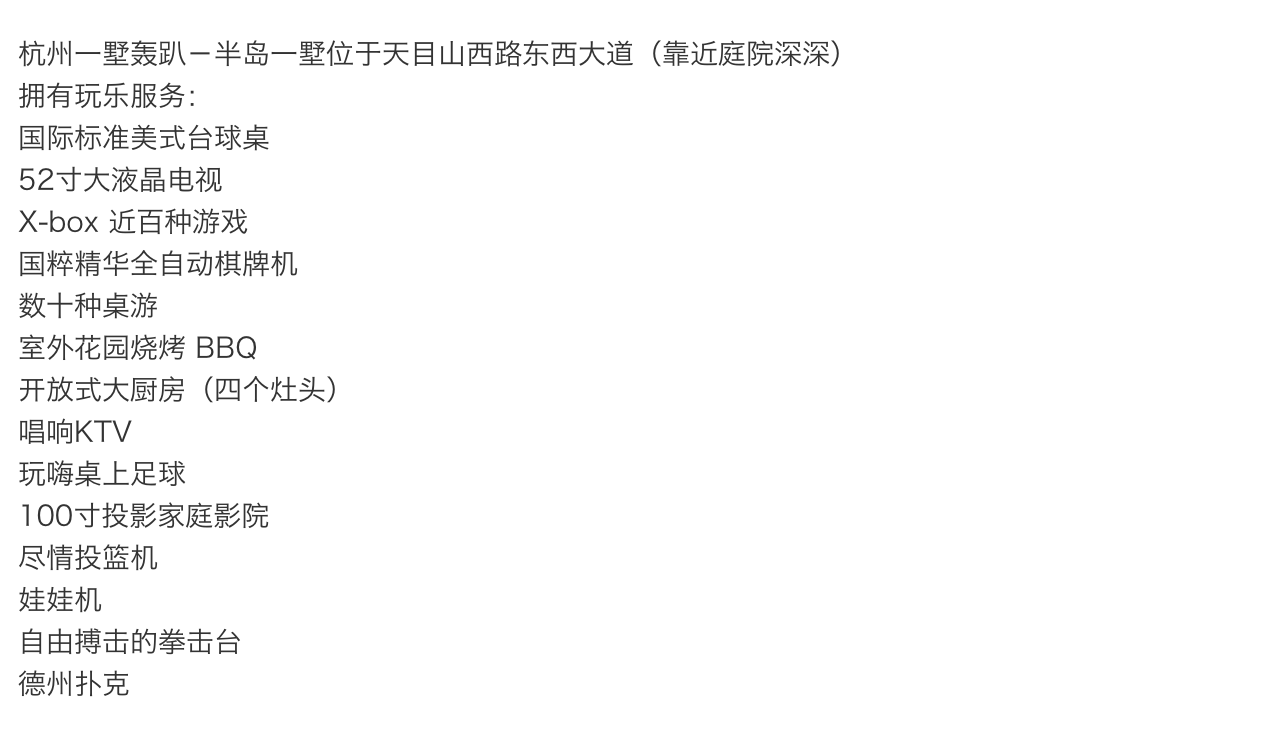 杭州一墅轰趴－半岛一墅位于天目山西路东西大道（靠近庭院深深）
拥有玩乐服务：
国际标准美式台球桌
52寸大液晶电视
X-box 近百种游戏
国粹精华全自动棋牌机
数十种桌游
室外花园烧烤 BBQ
开放式大厨房（四个灶头）
唱响KTV
玩嗨桌上足球
100寸投影家庭影院
尽情投篮机
娃娃机
自由搏击的拳击台
德州扑克